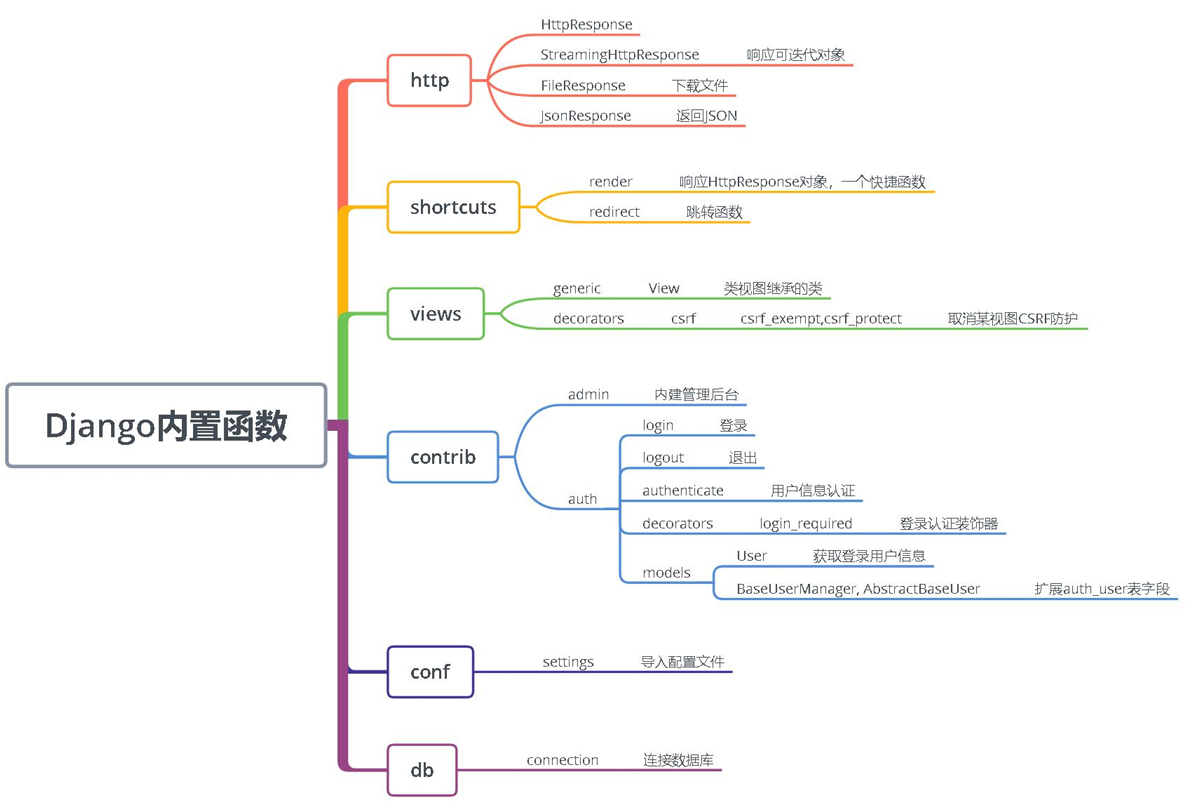 Django内置函数
http
HttpResponse
StreamingHttpResponse 响应可迭代对象
FileResponse 下载文件
JsonResponse 返回JSON
shortcuts
render 响应HttpResponse对象，一个快捷函数
redirect 跳转函数
views
generic View 类视图继承的类
decorators csrf csrf_exempt,csrf_protect 取消某视图CSRF防护
contrib
admin 内建管理后台
auth
login 登录
logout 退出
authenticate 用户信息认证
decorators login_required 登录认证装饰器
models
User 获取登录用户信息
BaseUserManager, AbstractBaseUser 扩展auth_user表字段
conf
settings 导入配置文件
db
connection 连接数据库